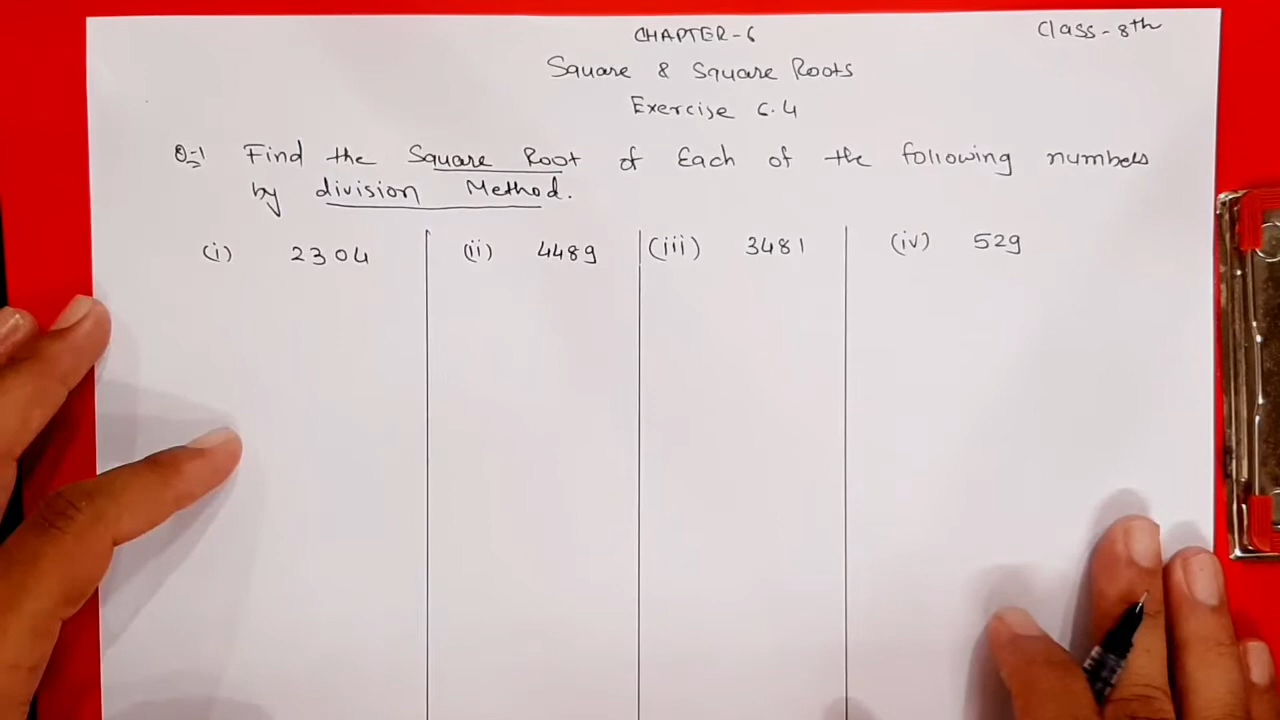 CHAPTER-6
Class-8th
Square & Square Roots
Exercise 6.4
Q-1 Find the Square Root of Each of the following numbers
by division Method.
(i) 2304 (ii) 4489 (iii) 3481 (iv) 529